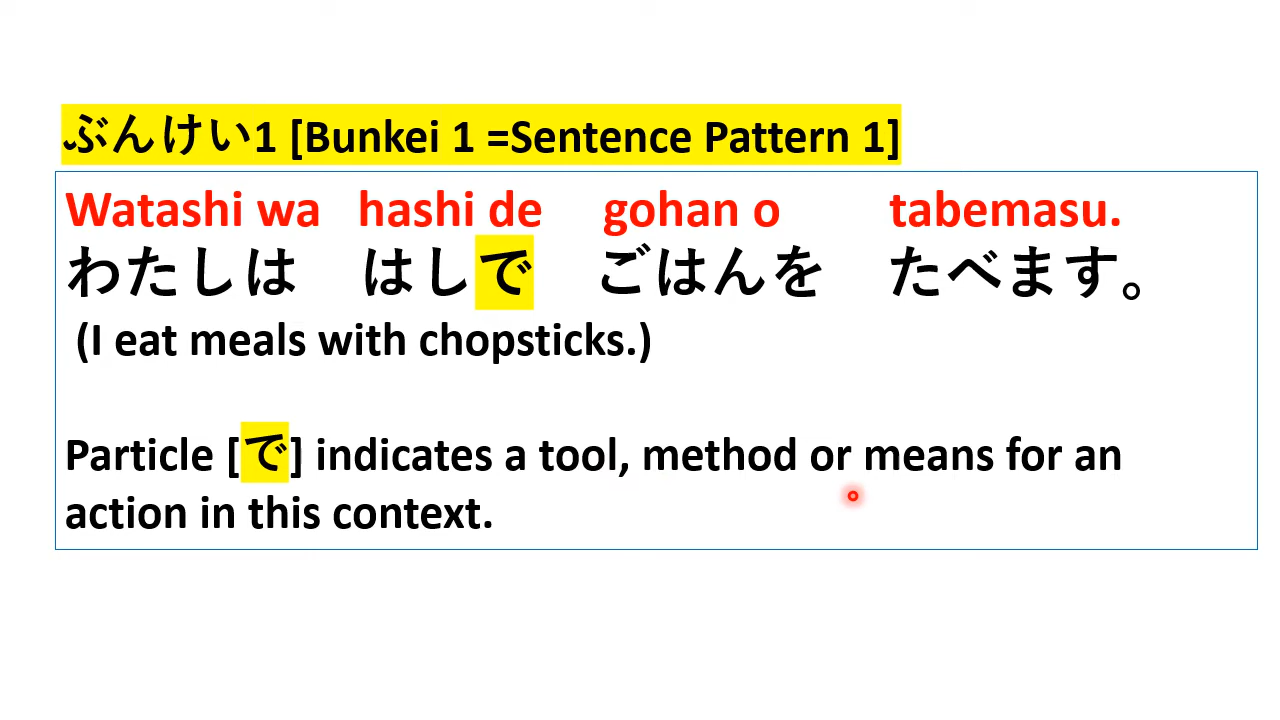 ぶんけい1 [Bunkei 1 =Sentence Pattern 1]
Watashi wa hashi de gohan o tabemasu.
わたしは はしで ごはんを たべます。
(I eat meals with chopsticks.)
Particle [で] indicates a tool, method or means for an
action in this context.